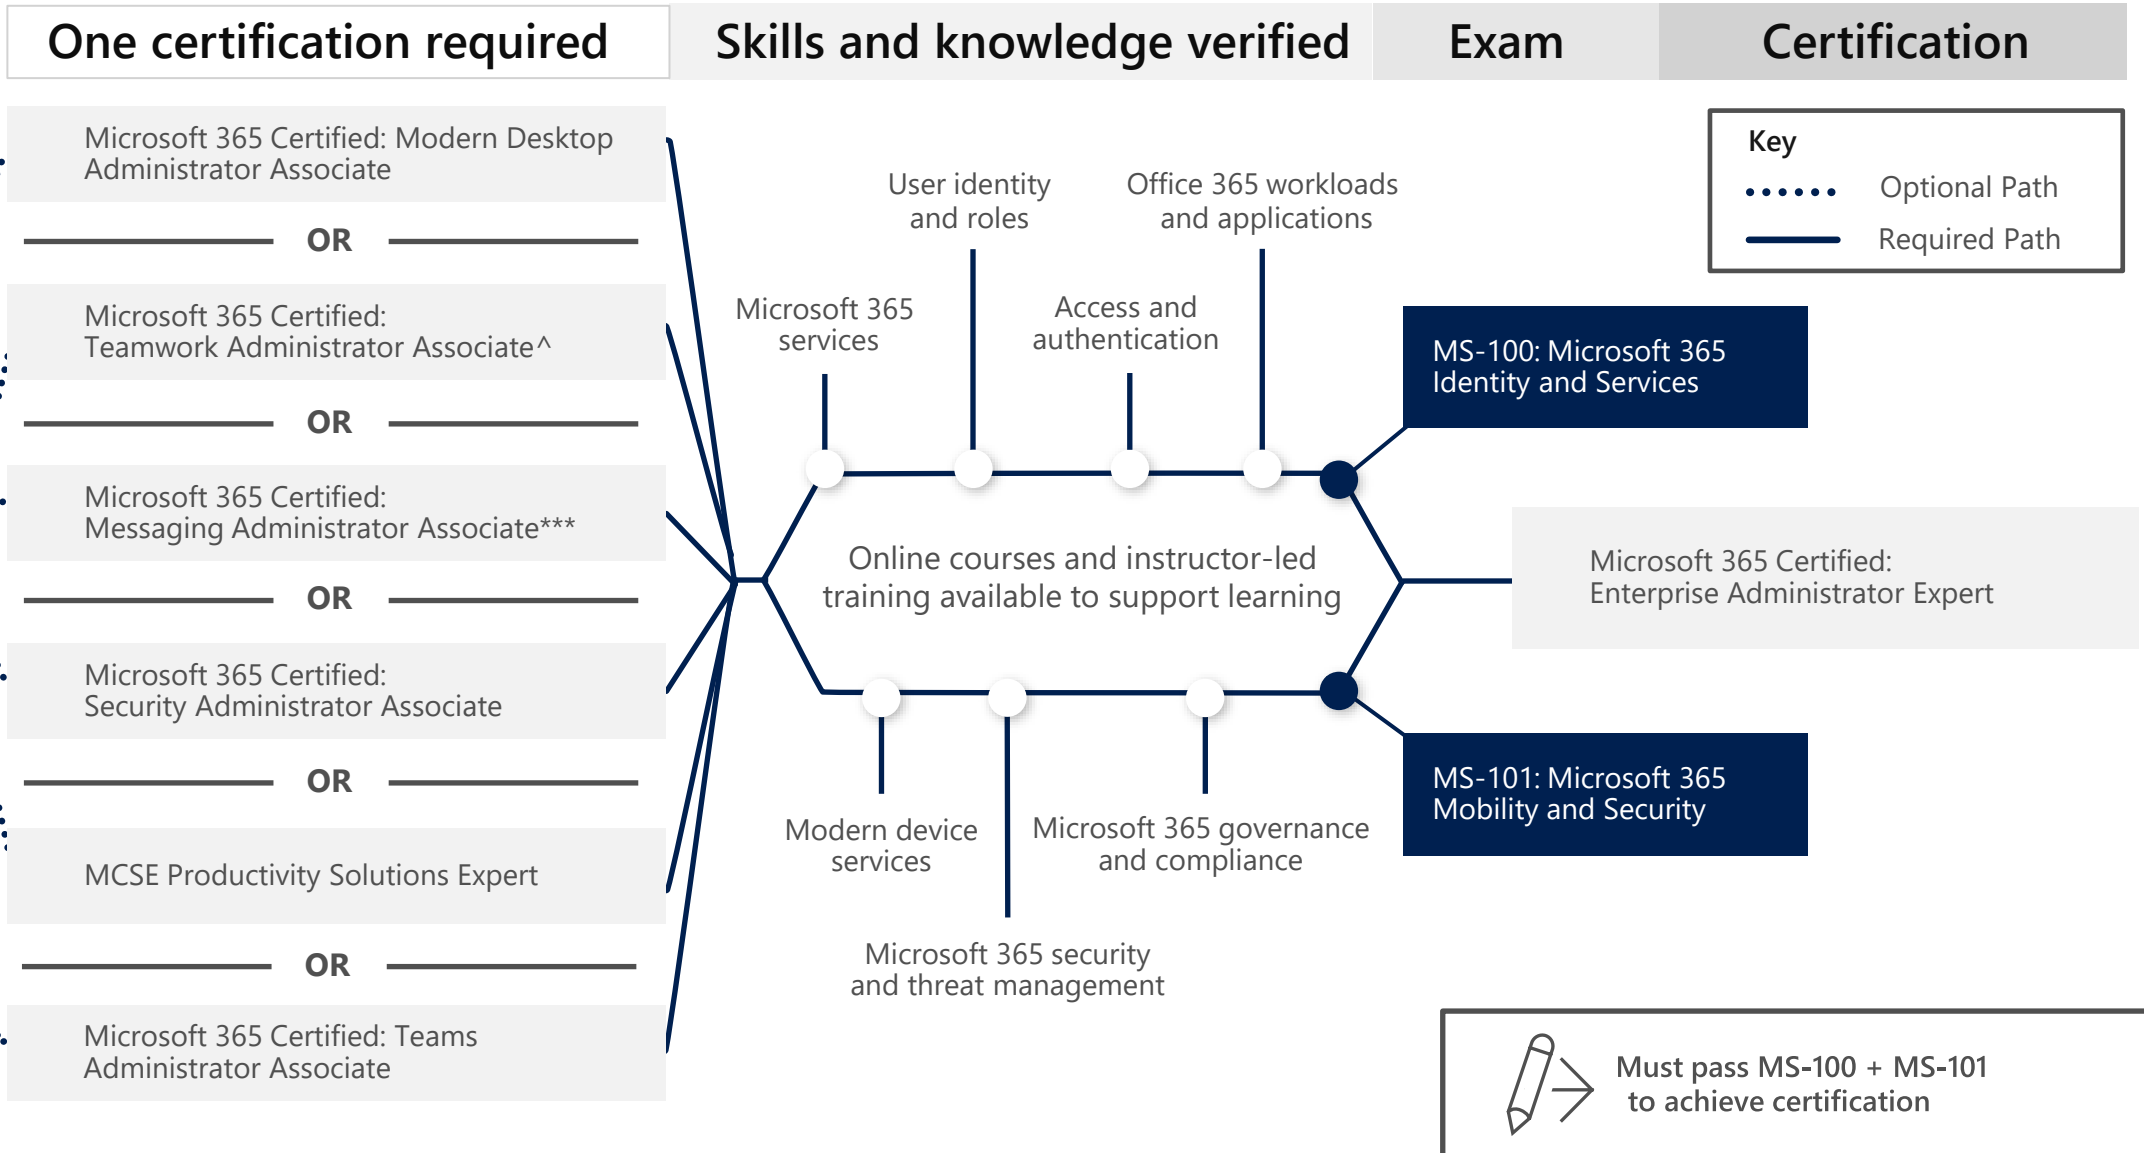 One certification required
Skills and knowledge verified
Exam
Certification
Microsoft 365 Certified: Modern Desktop
Administrator Associate
OR
Microsoft 365 Certified:
Teamwork Administrator Associate^
OR
Microsoft 365 Certified:
Messaging Administrator Associate***
OR
Microsoft 365 Certified:
Security Administrator Associate
OR
MCSE Productivity Solutions Expert
OR
Microsoft 365 Certified: Teams
Administrator Associate
Microsoft 365
services
User identity
and roles
Access and
authentication
Office 365 workloads
and applications
Online courses and instructor-led
training available to support learning
Modern device
services
Microsoft 365 security
and threat management
Microsoft 365 governance
and compliance
Key
Optional Path
Required Path
MS-100: Microsoft 365
Identity and Services
Microsoft 365 Certified:
Enterprise Administrator Expert
MS-101: Microsoft 365
Mobility and Security
Must pass MS-100 + MS-101
to achieve certification